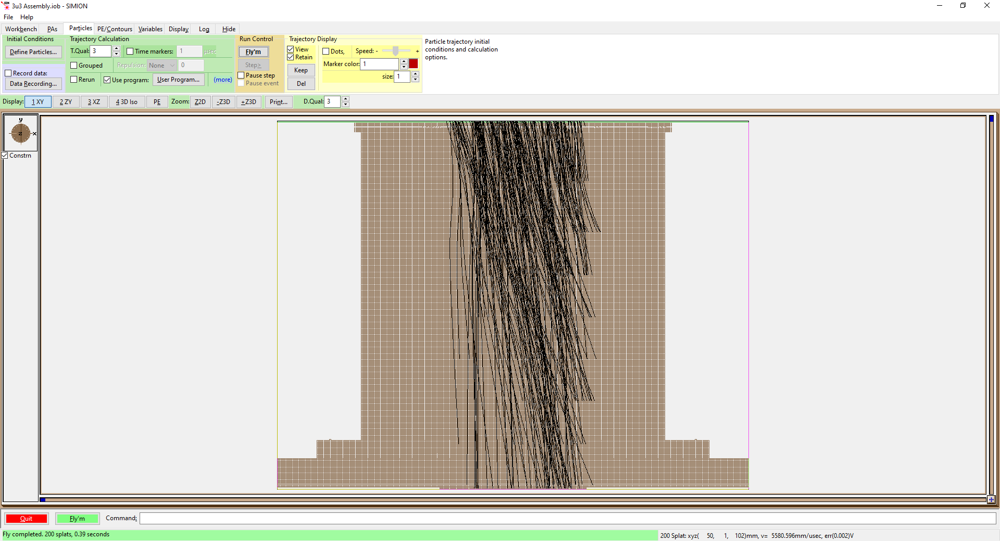 3u3 Assembly.iob - SIMION
File Help
Workbench PAs Particles PE/Contours Variables Display Log Hide
Initial Conditions
Define Particles...
Record data:
Data Recording...
Trajectory Calculation
T.Qual: 3 Time markers: 1 µsec
Grouped Repulsion: None 0
Rerun Use program: User Program... (more)
Run Control
Fly'm
Step>
Pause step
Pause event
Trajectory Display
View
Retain
Keep
Del
Dots, Speed: - +
Marker color: 1
size: 1
Particle trajectory initial
conditions and calculation
options.
Display: 1 XY 2 ZY 3 XZ 4 3D Iso PE Zoom: Z2D -Z3D +Z3D Print... D.Qual: 3
y
z x
Constrn
Quit Fly'm Command:
Fly completed. 200 splats, 0.39 seconds
200 Splat: xyz( 50, 1, 102)mm, v= 5580.596mm/usec, err(0.002)V